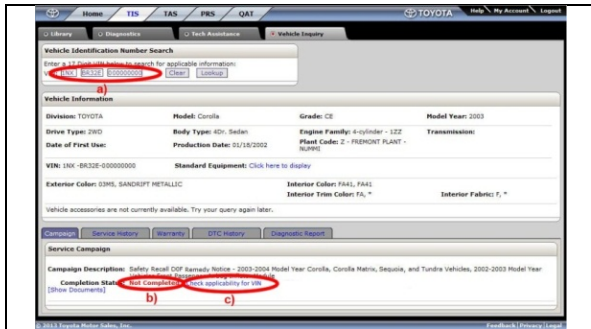 Home TIS TAS PRS QAT TOYOTA Help My Account Logout
Library Diagnostics Tech Assistance Vehicle Inquiry
Vehicle Identification Number Search
Enter a 17 Digit VIN below to search for applicable information:
VIN: 1NX BR32E 000000000 Clear Lookup
a)
Vehicle Information
Division: TOYOTA Model: Corolla Grade: CE Model Year: 2003
Drive Type: 2WD Body Type: 4Dr. Sedan Engine Family: 4-cylinder - 1ZZ Transmission:
Date of First Use: Production Date: 01/18/2002 Plant Code: Z - FREMONT PLANT -
NUMMI
VIN: 1NX -BR32E-000000000 Standard Equipment: Click here to display
Exterior Color: 03M5, SANDRIFT METALLIC Interior Color: FA41, FA41
Interior Trim Color: FA, * Interior Fabric: F, *
Vehicle accessories are not currently available. Try your query again later.
Campaign Service History Warranty DTC History Diagnostic Report
Service Campaign
Campaign Description: Safety Recall D0F Remedy Notice - 2003-2004 Model Year Corolla, Corolla Matrix, Sequoia, and Tundra Vehicles, 2002-2003 Model Year
Completion Status: Not Completed Check applicability for VIN
[Show Documents]
b) c)
© 2013 Toyota Motor Sales, Inc. Feedback Privacy Legal